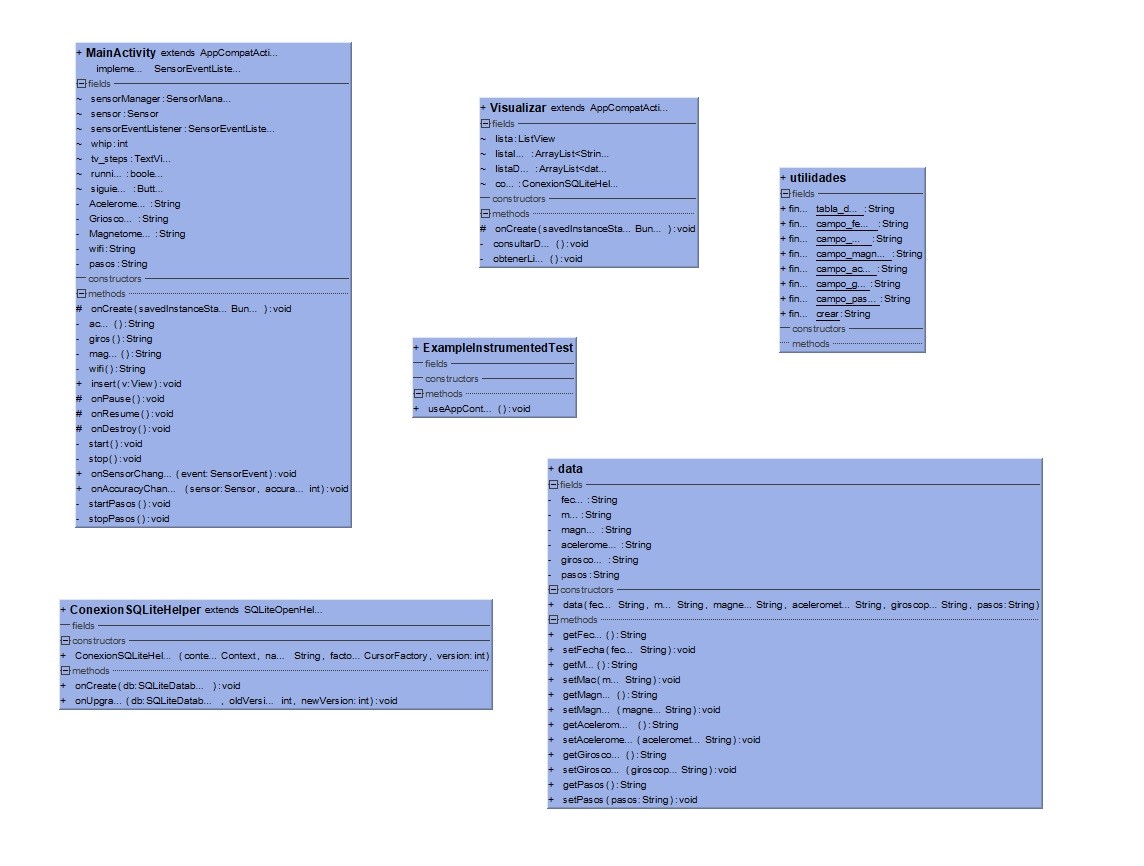 + MainActivity extends AppCompatActi...
impleme... SensorEventListe...
fields
~ sensorManager : SensorMana...
~ sensor : Sensor
~ sensorEventListener : SensorEventListe...
~ whip : int
~ tv_steps : TextVi...
~ runni... : boole...
~ siguie... : Butt...
- Acelerome... : String
- Griosco... : String
- Magnetome... : String
- wifi : String
- pasos : String
constructors
methods
# onCreate ( savedInstanceSta... Bun... ) : void
- ac... ( ) : String
- giros ( ) : String
- mag... ( ) : String
- wifi ( ) : String
+ insert ( v: View ) : void
# onPause ( ) : void
# onResume ( ) : void
# onDestroy ( ) : void
- start ( ) : void
- stop ( ) : void
+ onSensorChang... ( event: SensorEvent ) : void
+ onAccuracyChan... ( sensor: Sensor , accura... int ) : void
- startPasos ( ) : void
- stopPasos ( ) : void
+ Visualizar extends AppCompatActi...
fields
~ lista : ListView
~ listaI... : ArrayList<Strin...
~ listaD... : ArrayList<dat...
~ co... : ConexionSQLiteHel...
constructors
methods
# onCreate ( savedInstanceSta... Bun... ) : void
- consultarD... ( ) : void
- obtenerLi... ( ) : void
+ utilidades
fields
+ fin... tabla_d... : String
+ fin... campo_fe... : String
+ fin... campo_... : String
+ fin... campo_magn... : String
+ fin... campo_ac... : String
+ fin... campo_g... : String
+ fin... campo_pas... : String
+ fin... crear : String
constructors
methods
+ ExampleInstrumentedTest
fields
constructors
methods
+ useAppCont... ( ) : void
+ data
fields
- fec... : String
- m... : String
- magn... : String
- acelerome... : String
- girosco... : String
- pasos : String
constructors
+ data ( fec... String , m... String , magne... String , aceleromet... String , giroscop... String , pasos: String )
methods
+ getFec... ( ) : String
+ setFecha ( fec... String ) : void
+ getM... ( ) : String
+ setMac ( m... String ) : void
+ getMagn... ( ) : String
+ setMagn... ( magne... String ) : void
+ getAcelerom... ( ) : String
+ setAcelerome... ( aceleromet... String ) : void
+ getGirosco... ( ) : String
+ setGirosco... ( giroscop... String ) : void
+ getPasos ( ) : String
+ setPasos ( pasos: String ) : void
+ ConexionSQLiteHelper extends SQLiteOpenHel...
fields
constructors
+ ConexionSQLiteHel... ( conte... Context , na... String , facto... CursorFactory , version: int )
methods
+ onCreate ( db: SQLiteDatab... ) : void
+ onUpgra... ( db: SQLiteDatab... , oldVersi... int , newVersion: int ) : void